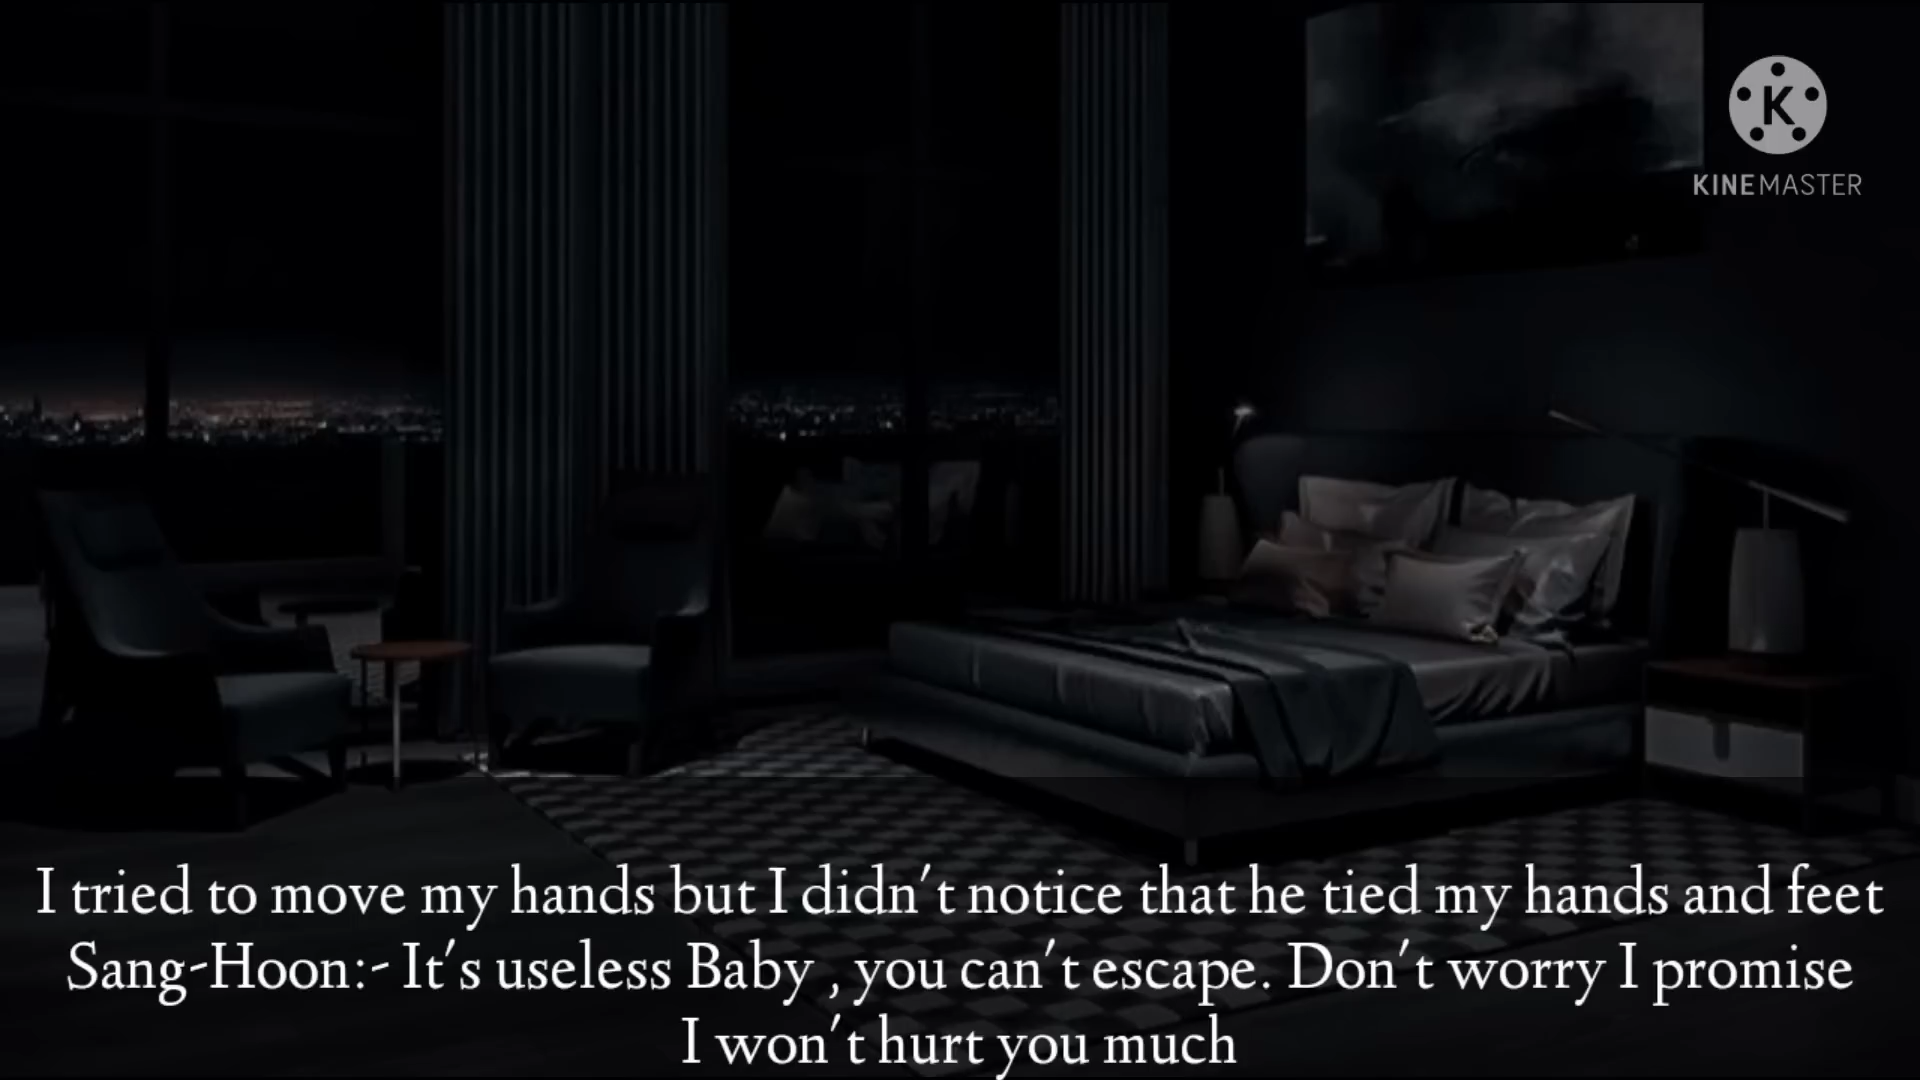 K
KINEMASTER
I tried to move my hands but I didn't notice that he tied my hands and feet
Sang-Hoon:- It's useless Baby , you can't escape. Don't worry I promise
I won't hurt you much